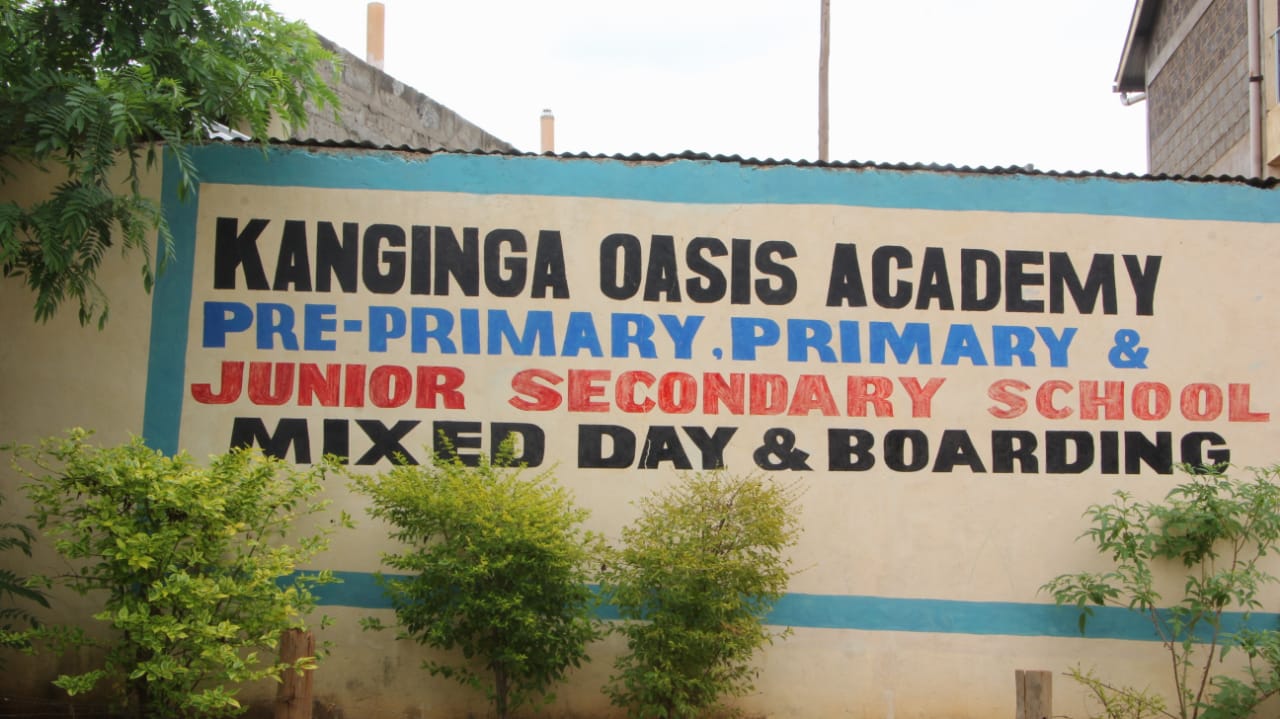 KANGINGA OASIS ACADEMY
PRE-PRIMARY, PRIMARY &
JUNIOR SECONDARY SCHOOL
MIXED DAY & BOARDING